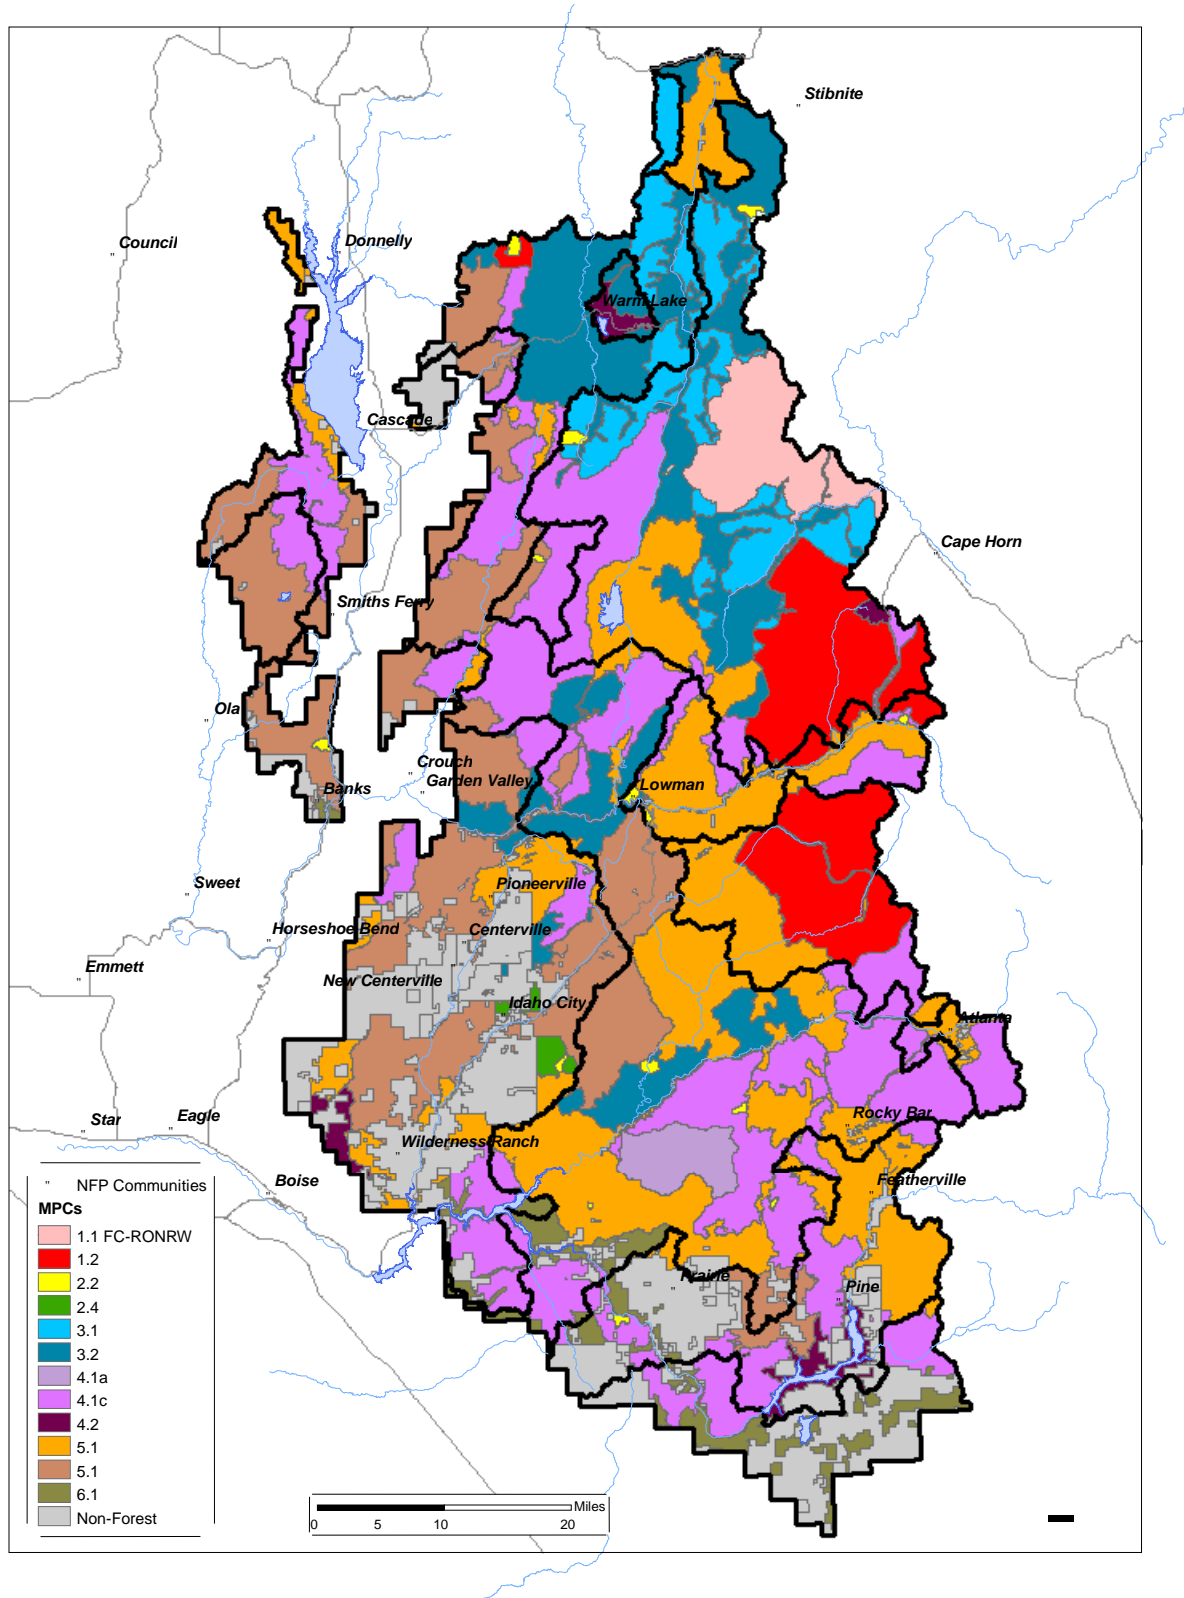 Stibnite
Council
Donnelly
Warm Lake
Cascade
Cape Horn
Smiths Ferry
Ola
Crouch
Garden Valley
Lowman
Banks
Sweet
Pioneerville
Horseshoe Bend
Centerville
Emmett
New Centerville
Idaho City
Atlanta
Star
Eagle
Rocky Bar
Wilderness Ranch
Boise
Featherville
Prairie
Pine
" NFP Communities
MPCs
1.1 FC-RONRW
1.2
2.2
2.4
3.1
3.2
4.1a
4.1c
4.2
5.1
5.1
6.1
Non-Forest
Miles
0 5 10 20